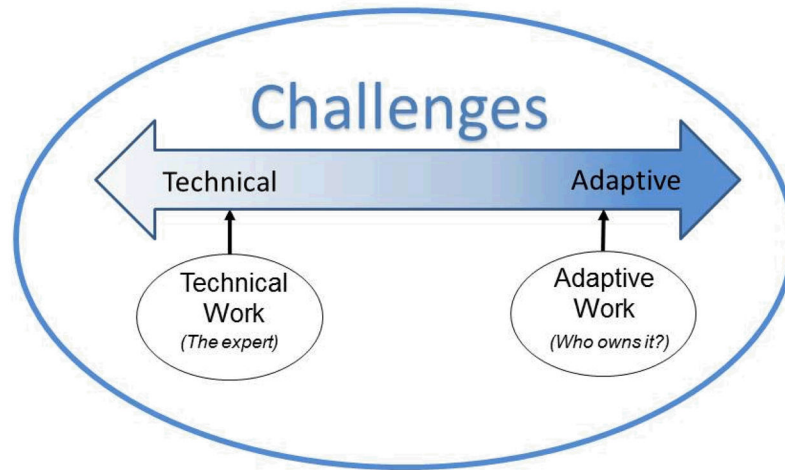 Challenges
Technical
Adaptive
Technical
Work
(The expert)
Adaptive
Work
(Who owns it?)